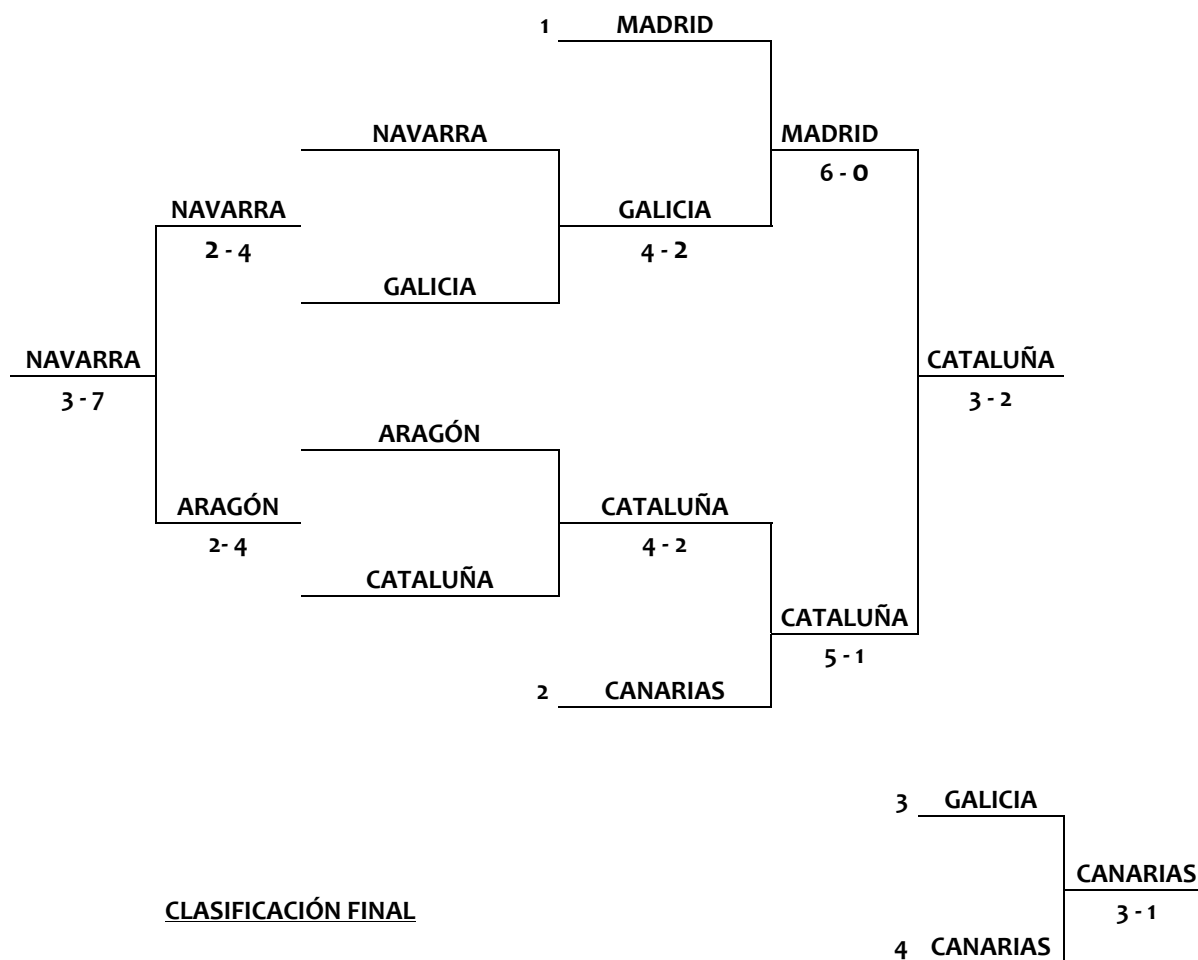 1 MADRID
NAVARRA MADRID
6 - 0
NAVARRA GALICIA
2 - 4 4 - 2
GALICIA
NAVARRA CATALUÑA
3 - 7 3 - 2
ARAGÓN
ARAGÓN CATALUÑA
2- 4 4 - 2
CATALUÑA
CATALUÑA
5 - 1
2 CANARIAS
3 GALICIA
CANARIAS
CLASIFICACIÓN FINAL 3 - 1
4 CANARIAS